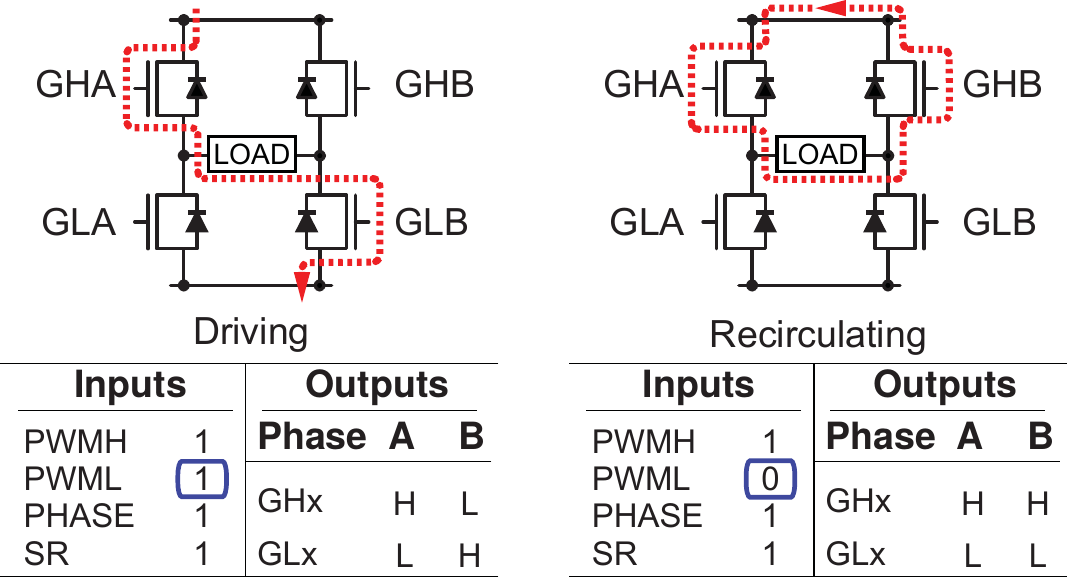 GHA
GHB
LOAD
GLA
GLB
Driving
Inputs Outputs
PWMH 1 Phase A B
PWML 1
GHx H L
PHASE 1
SR 1 GLx L H
GHA
GHB
LOAD
GLA
GLB
Recirculating
Inputs Outputs
PWMH 1 Phase A B
PWML 0
GHx H H
PHASE 1
SR 1 GLx L L